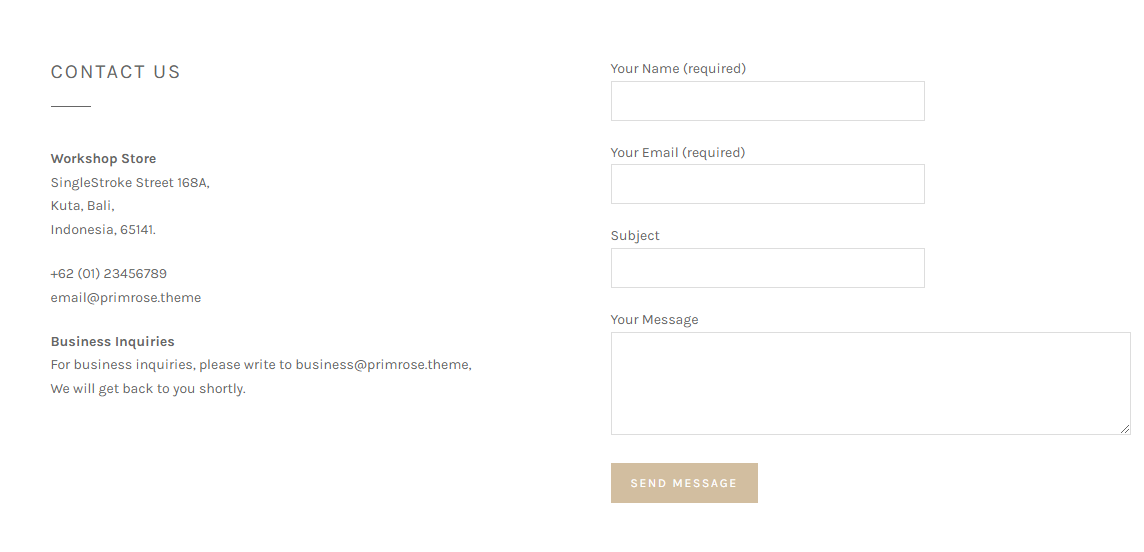 CONTACT US
Workshop Store
SingleStroke Street 168A,
Kuta, Bali,
Indonesia, 65141.
+62 (01) 23456789
email@primrose.theme
Business Inquiries
For business inquiries, please write to business@primrose.theme,
We will get back to you shortly.
Your Name (required)
Your Email (required)
Subject
Your Message
SEND MESSAGE